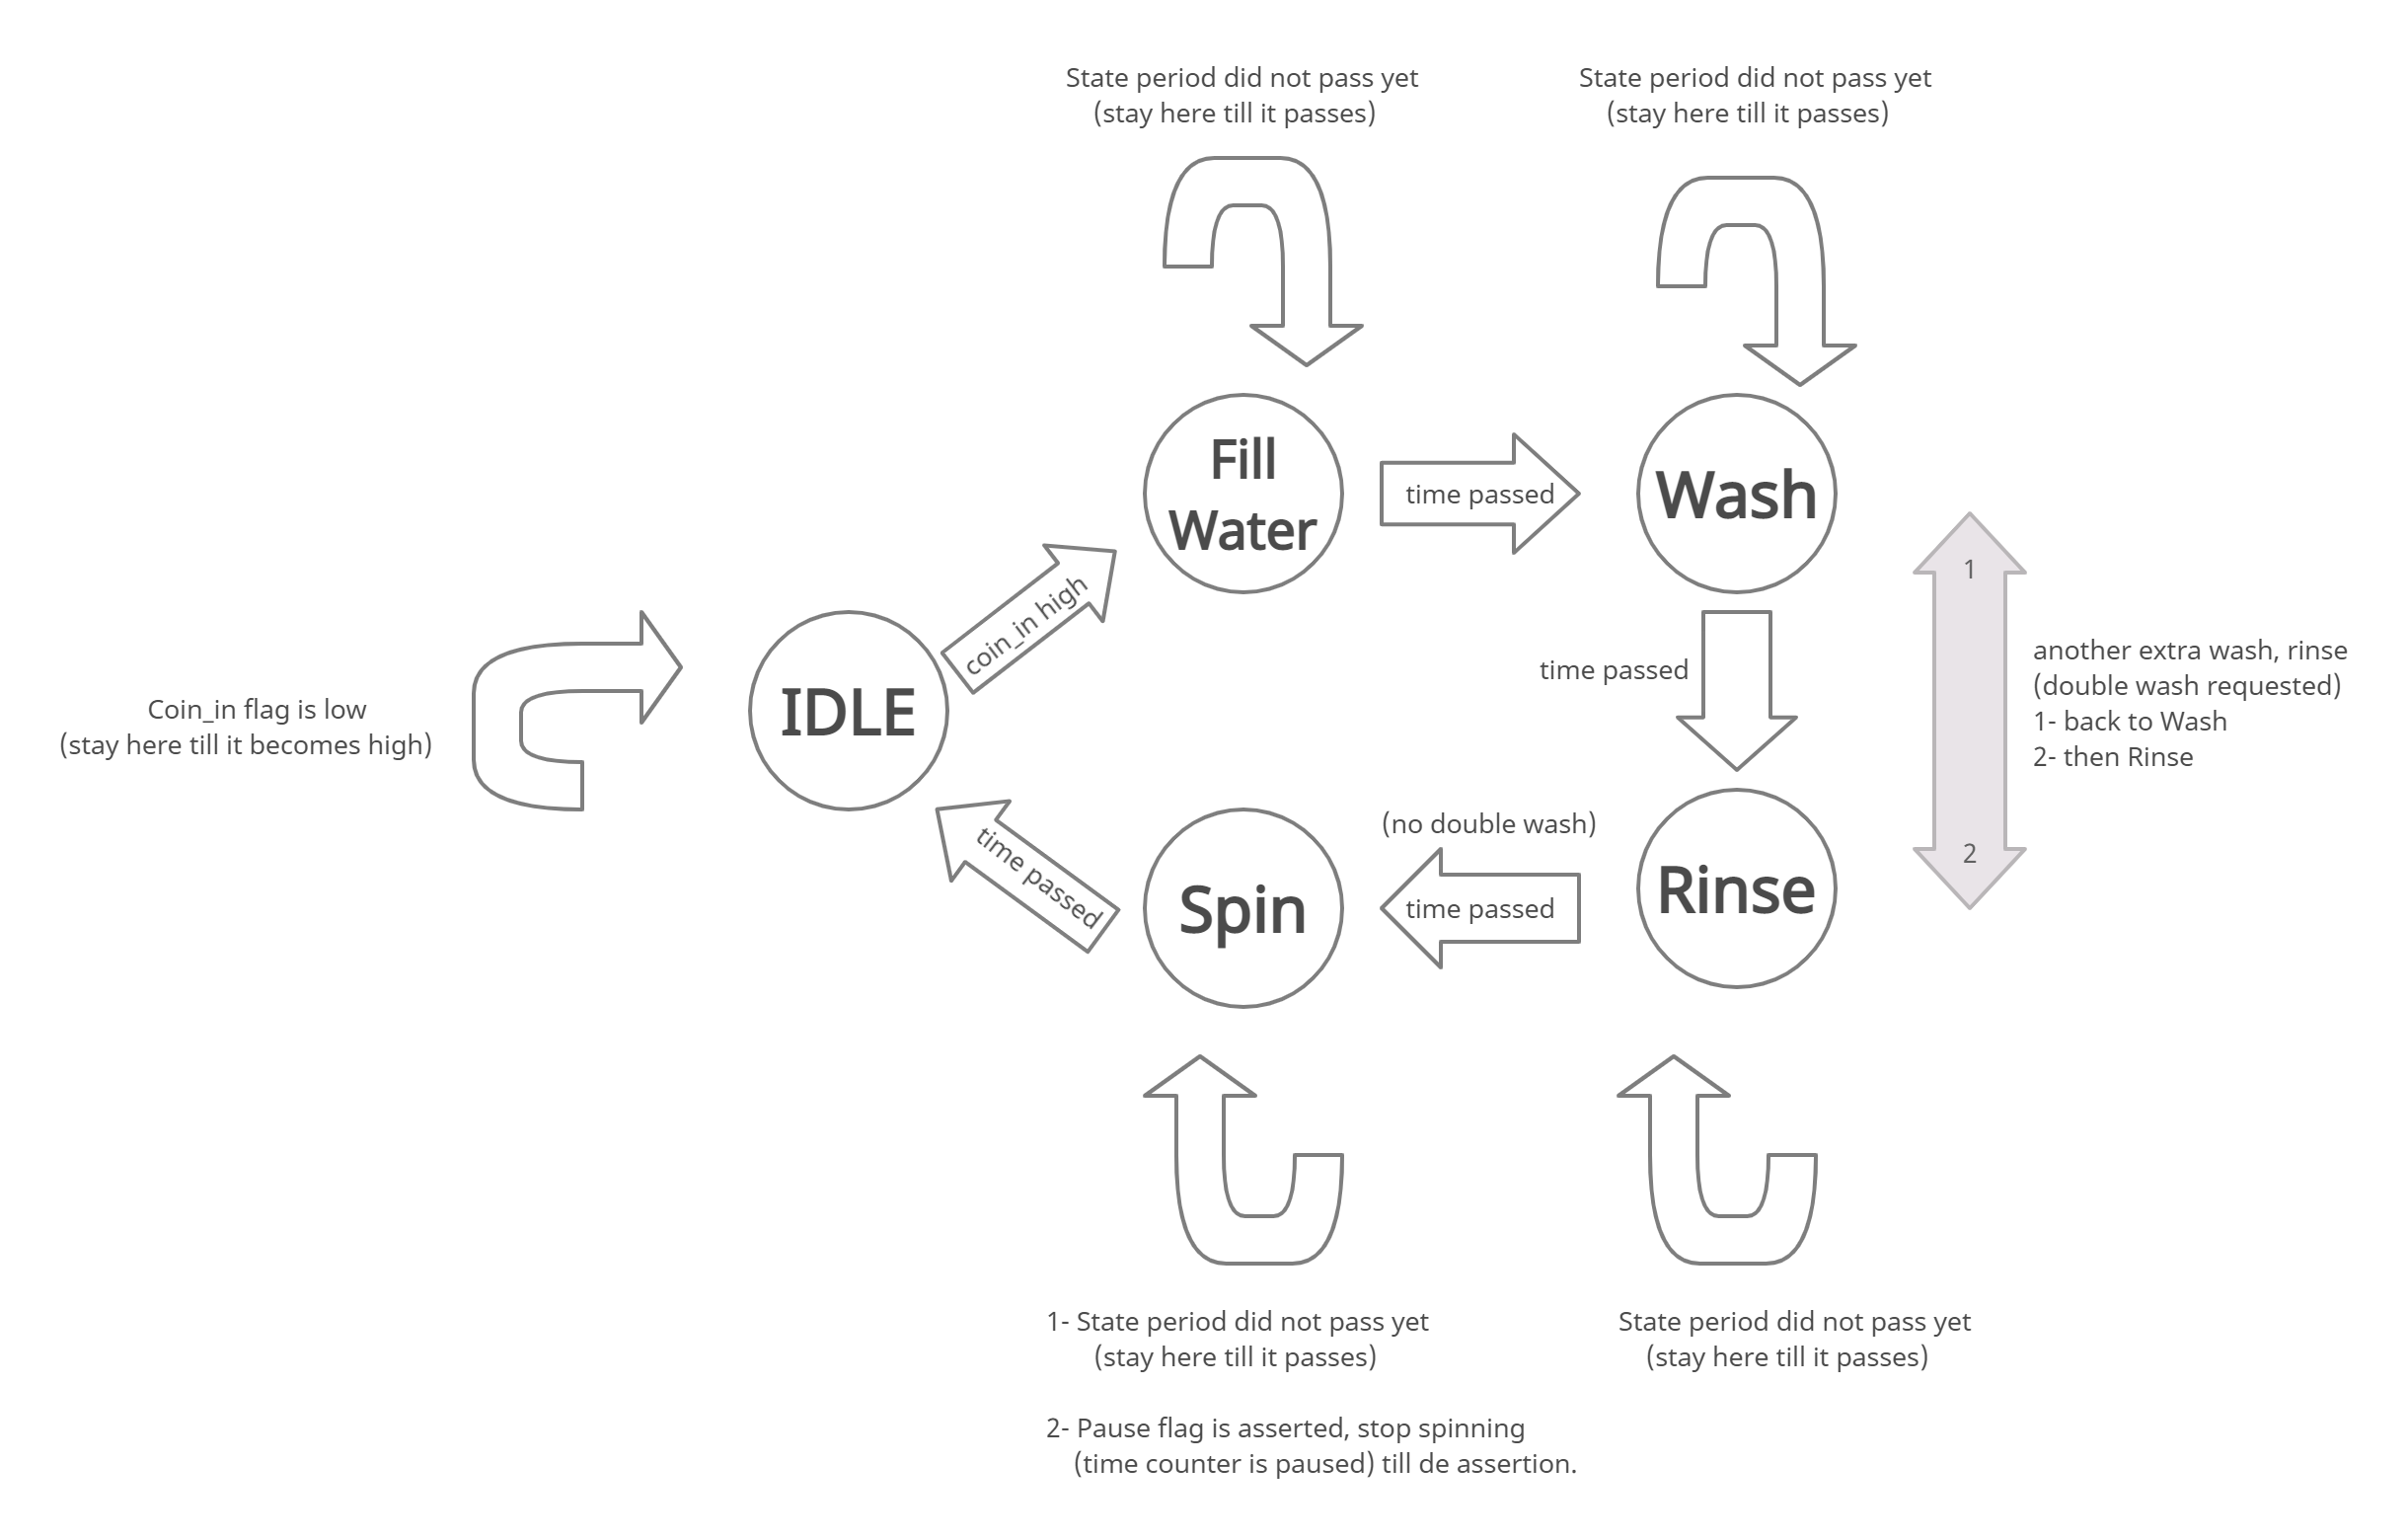 State period did not pass yet
(stay here till it passes)
State period did not pass yet
(stay here till it passes)
Fill
Water
time passed
Wash
coin_in high
1
time passed
another extra wash, rinse
(double wash requested)
1- back to Wash
2- then Rinse
Coin_in flag is low
(stay here till it becomes high)
IDLE
time passed
(no double wash)
2
Spin
time passed
Rinse
1- State period did not pass yet
(stay here till it passes)
2- Pause flag is asserted, stop spinning
(time counter is paused) till de assertion.
State period did not pass yet
(stay here till it passes)